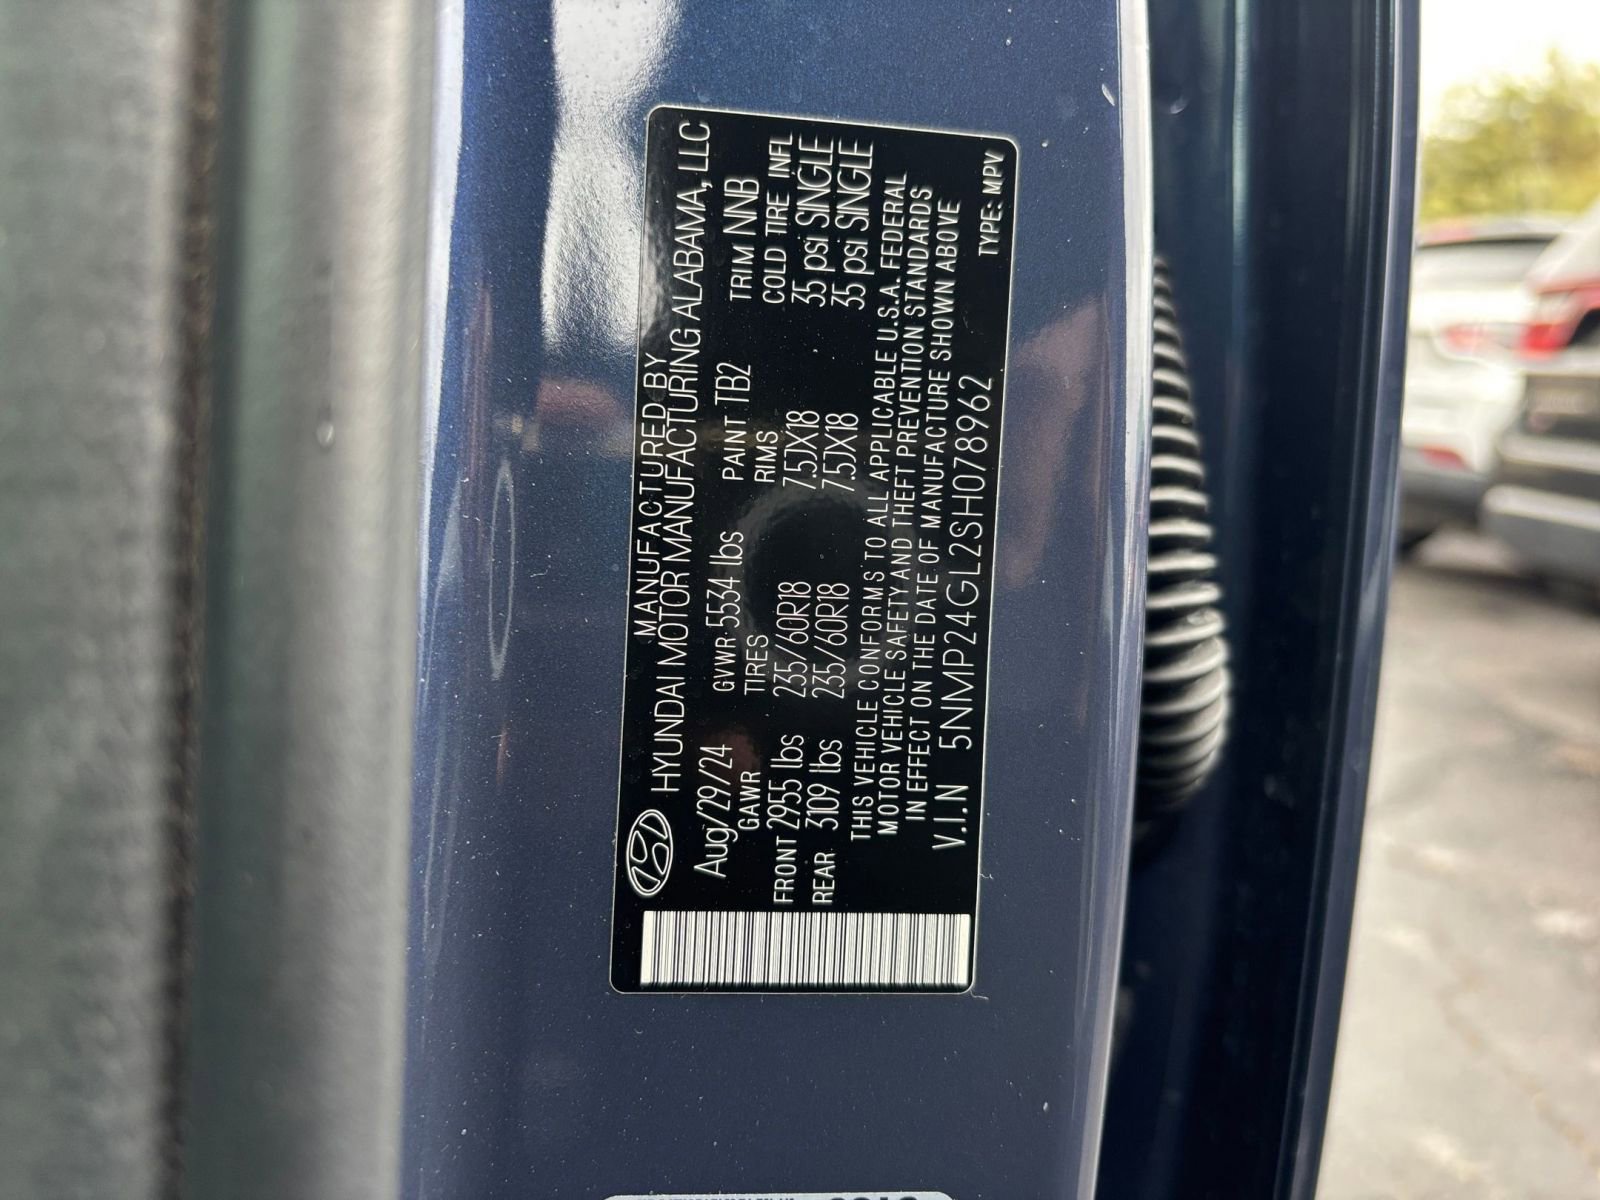 MANUFACTURED BY
HYUNDAI MOTOR MANUFACTURING ALABAMA, LLC
Aug/29/24 GVWR 5534 lbs PAINT TB2 TRIM NNB
GAWR TIRES RIMS COLD TIRE INFL
FRONT 2955 lbs 235/60R18 7.5JX18 35 psi SINGLE
REAR 3109 lbs 235/60R18 7.5JX18 35 psi SINGLE
THIS VEHICLE CONFORMS TO ALL APPLICABLE U.S.A. FEDERAL
MOTOR VEHICLE SAFETY AND THEFT PREVENTION STANDARDS
IN EFFECT ON THE DATE OF MANUFACTURE SHOWN ABOVE
V.I.N 5NMP24GL2SH078962
TYPE: MPV